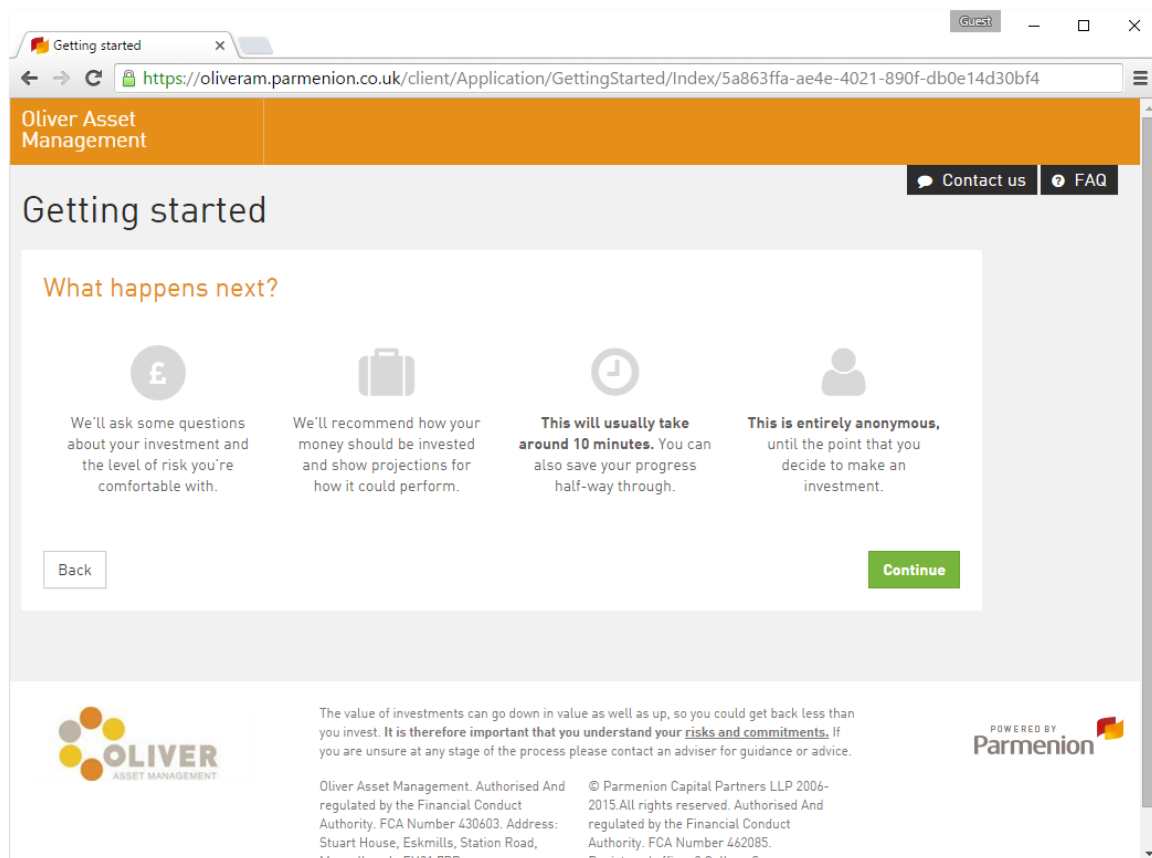 Guest
Getting started
https://oliveram.parmenion.co.uk/client/Application/GettingStarted/Index/5a863ffa-ae4e-4021-890f-db0e14d30bf4
Oliver Asset
Management
Contact us
FAQ
Getting started
What happens next?
£
We'll ask some questions
about your investment and
the level of risk you're
comfortable with.
We'll recommend how your
money should be invested
and show projections for
how it could perform.
This will usually take
around 10 minutes. You can
also save your progress
half-way through.
This is entirely anonymous,
until the point that you
decide to make an
investment.
Back
Continue
OLIVER
ASSET MANAGEMENT
The value of investments can go down in value as well as up, so you could get back less than
you invest. It is therefore important that you understand your risks and commitments. If
you are unsure at any stage of the process please contact an adviser for guidance or advice.
Oliver Asset Management. Authorised And
regulated by the Financial Conduct
Authority. FCA Number 430603. Address:
Stuart House, Eskmills, Station Road,
© Parmenion Capital Partners LLP 2006-
2015.All rights reserved. Authorised And
regulated by the Financial Conduct
Authority. FCA Number 462085.
POWERED BY
Parmenion